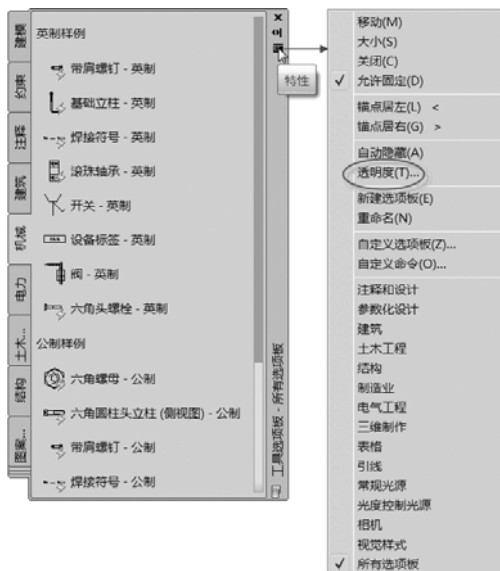 建模
约束
注释
建筑
机械
电力
土木...
结构
图案...
英制样例
带肩螺钉 - 英制
基础立柱 - 英制
焊接符号 - 英制
滚珠轴承 - 英制
开关 - 英制
设备标签 - 英制
阀 - 英制
六角头螺栓 - 英制
公制样例
六角螺母 - 公制
六角圆柱头立柱 (侧视图) - 公制
带肩螺钉 - 公制
焊接符号 - 公制
工具选项板 - 所有选项板
特性
移动(M)
大小(S)
关闭(C)
✓ 允许固定(D)
锚点居左(L) <
锚点居右(G) >
自动隐藏(A)
透明度(T)...
新建选项板(E)
重命名(N)
自定义选项板(Z)...
自定义命令(O)...
注释和设计
参数化设计
建筑
土木工程
结构
制造业
电气工程
三维制作
表格
引线
常规光源
光度控制光源
相机
视觉样式
✓ 所有选项板